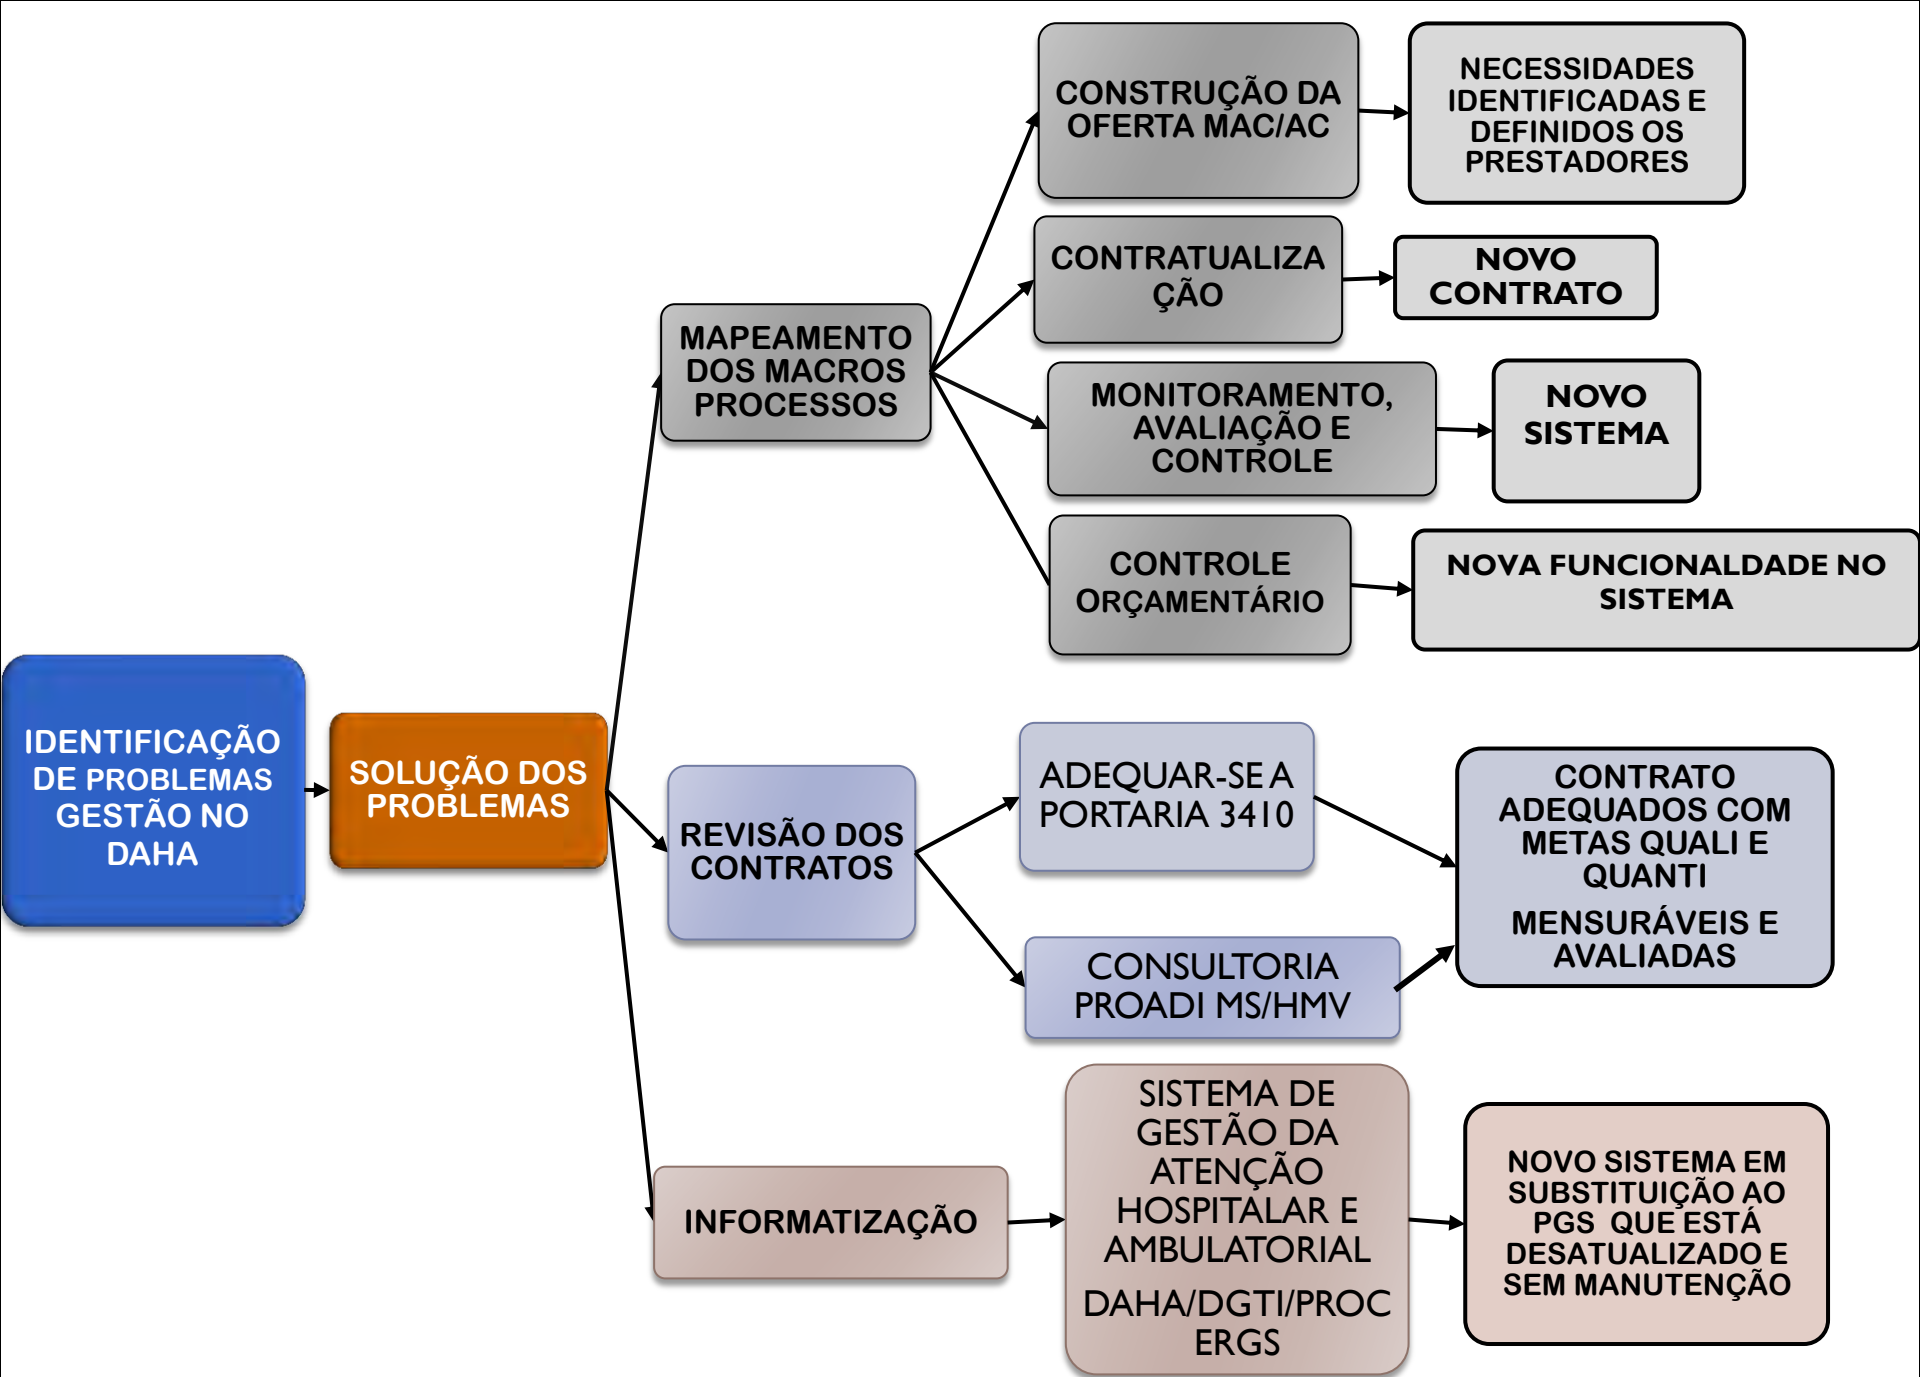 IDENTIFICAÇÃO
DE PROBLEMAS
GESTÃO NO
DAHA
SOLUÇÃO DOS
PROBLEMAS
MAPEAMENTO
DOS MACROS
PROCESSOS
CONSTRUÇÃO DA
OFERTA MAC/AC
NECESSIDADES
IDENTIFICADAS E
DEFINIDOS OS
PRESTADORES
CONTRATUALIZA
ÇÃO
NOVO
CONTRATO
MONITORAMENTO,
AVALIAÇÃO E
CONTROLE
NOVO
SISTEMA
CONTROLE
ORÇAMENTÁRIO
NOVA FUNCIONALDADE NO
SISTEMA
REVISÃO DOS
CONTRATOS
ADEQUAR-SE A
PORTARIA 3410
CONSULTORIA
PROADI MS/HMV
CONTRATO
ADEQUADOS COM
METAS QUALI E
QUANTI
MENSURÁVEIS E
AVALIADAS
INFORMATIZAÇÃO
SISTEMA DE
GESTÃO DA
ATENÇÃO
HOSPITALAR E
AMBULATORIAL
DAHA/DGTI/PROC
ERGS
NOVO SISTEMA EM
SUBSTITUIÇÃO AO
PGS QUE ESTÁ
DESATUALIZADO E
SEM MANUTENÇÃO